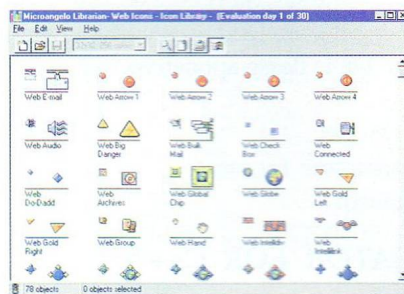 Microangelo Librarian- Web Icons - Icon Library - (Evaluation day 1 of 30)
File Edit View Help
Web E-mail
Web Arrow 1
Web Arrow 2
Web Arrow 3
Web Arrow 4
Web Audio
Web Big Danger
Web Bulk Mail
Web Check Box
Web Connected
Web Do-Dadd
Web Archives
Web Global Chip
Web Globe
Web Gold Left
Web Gold Right
Web Group
Web Hand
Web
Web Intellilink
78 objects
0 objects selected